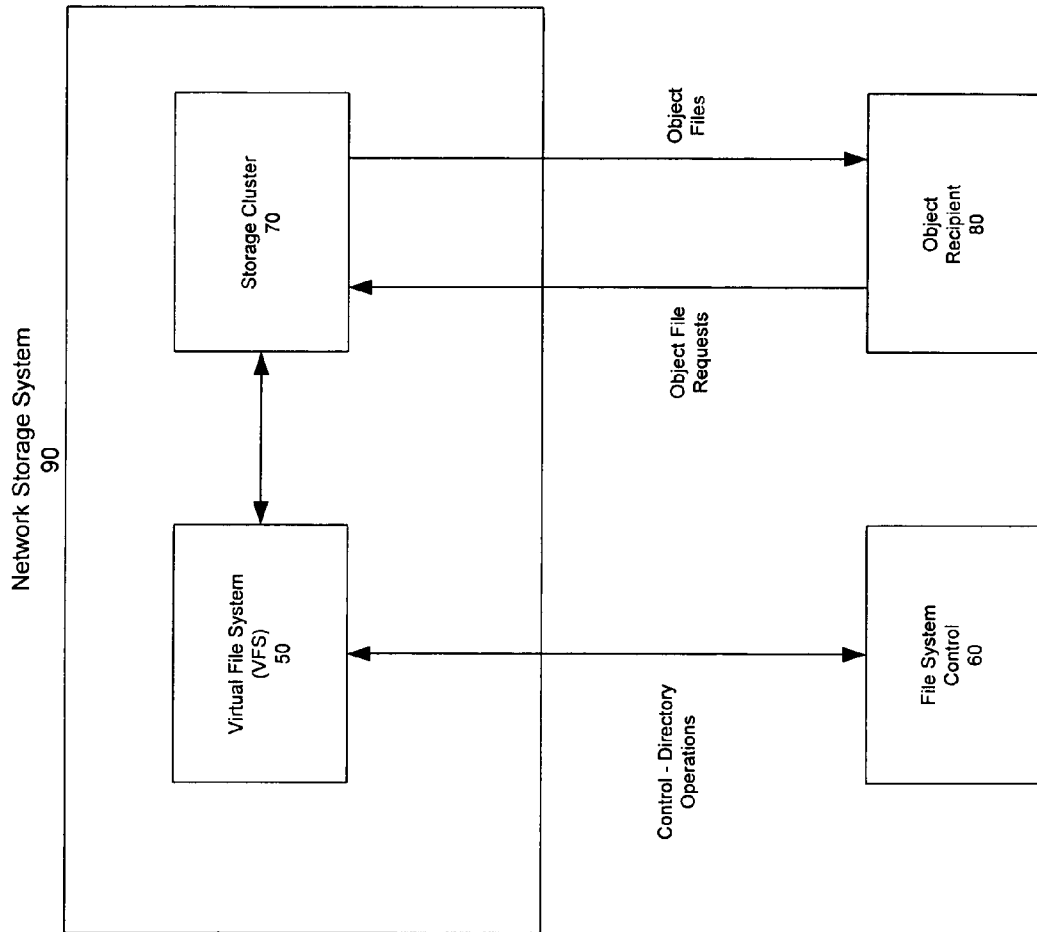 Network Storage System
90
Virtual File System
(VFS)
50
Storage Cluster
70
Control - Directory
Operations
Object File
Requests
Object
Files
File System
Control
60
Object
Recipient
80